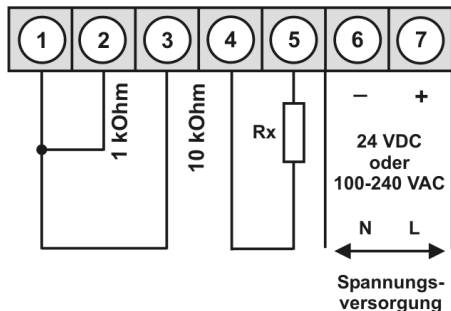 1 2 3 4 5 6 7
1 kOhm
10 kOhm
Rx
– +
24 VDC
oder
100-240 VAC
N L
Spannungs-
versorgung